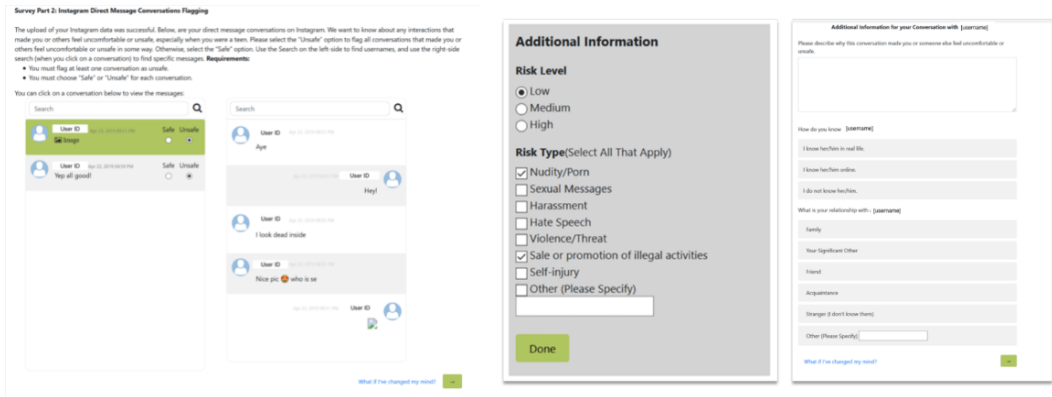 Survey Part 2: Instagram Direct Message Conversations Flagging
The upload of your Instagram data was successful. Below, are your direct message conversations on Instagram. We want to know about any interactions that
made you or others feel uncomfortable or unsafe, especially when you were a teen. Please select the "Unsafe" option to flag all conversations that made you or
others feel uncomfortable or unsafe in some way. Otherwise, select the "Safe" option. Use the Search on the left-side to find usernames, and use the right-side
search (when you click on a conversation) to find specific messages. Requirements:
• You must flag at least one conversation as unsafe.
• You must choose "Safe" or "Unsafe" for each conversation.
You can click on a conversation below to view the messages:
Search
User ID Safe Unsafe
Image
User ID Safe Unsafe
Yep all good!
Search
User ID
Aye
User ID
Hey!
User ID
I look dead inside
User ID
Nice pic 🤩 who is se
User ID
What if I've changed my mind? →
Additional Information
Risk Level
Low
Medium
High
Risk Type(Select All That Apply)
Nudity/Porn
Sexual Messages
Harassment
Hate Speech
Violence/Threat
Sale or promotion of illegal activities
Self-injury
Other (Please Specify)
Done
Additional Information for your Conversation with [username]
Please describe why this conversation made you or someone else feel uncomfortable or
unsafe.
How do you know [username]
I know her/him in real life.
I know her/him online.
I do not know her/him.
What is your relationship with : [username]
Family
Your Significant Other
Friend
Acquaintance
Stranger (I don't know them)
Other (Please Specify)
What if I've changed my mind? →